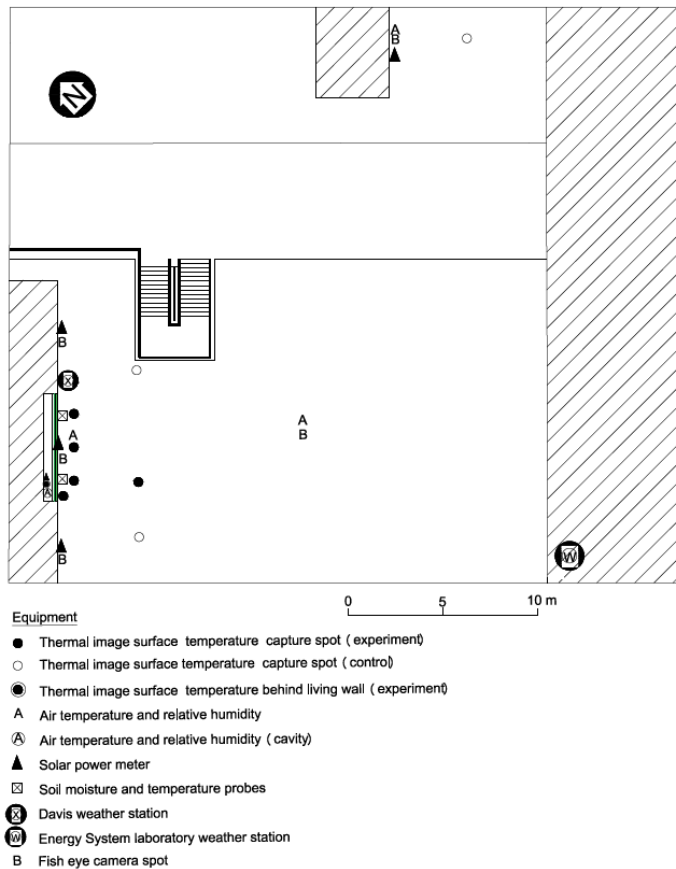 A
B
N
B
X
A
B
A
B
A
B
W
0 5 10 m
Equipment
Thermal image surface temperature capture spot ( experiment)
Thermal image surface temperature capture spot ( control)
Thermal image surface temperature behind living wall ( experiment)
A Air temperature and relative humidity
A Air temperature and relative humidity ( cavity)
Solar power meter
Soil moisture and temperature probes
X Davis weather station
W Energy System laboratory weather station
B Fish eye camera spot